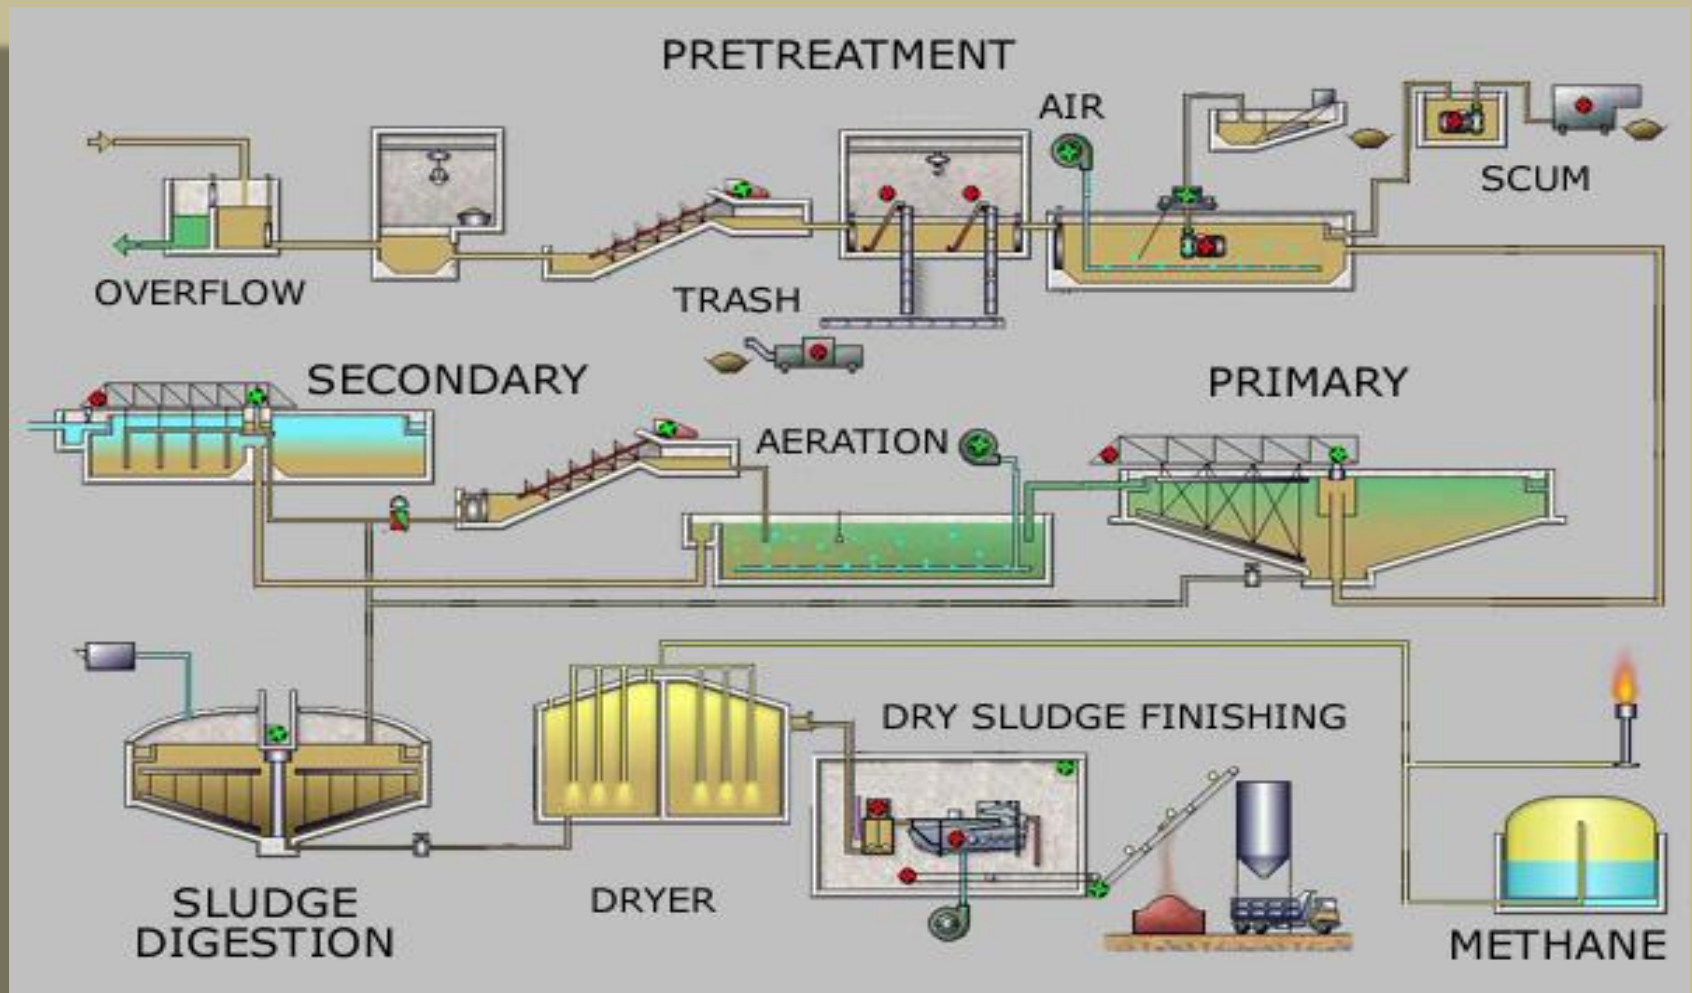 PRETREATMENT
AIR
SCUM
OVERFLOW
TRASH
SECONDARY
PRIMARY
AERATION
DRY SLUDGE FINISHING
SLUDGE
DIGESTION
DRYER
METHANE